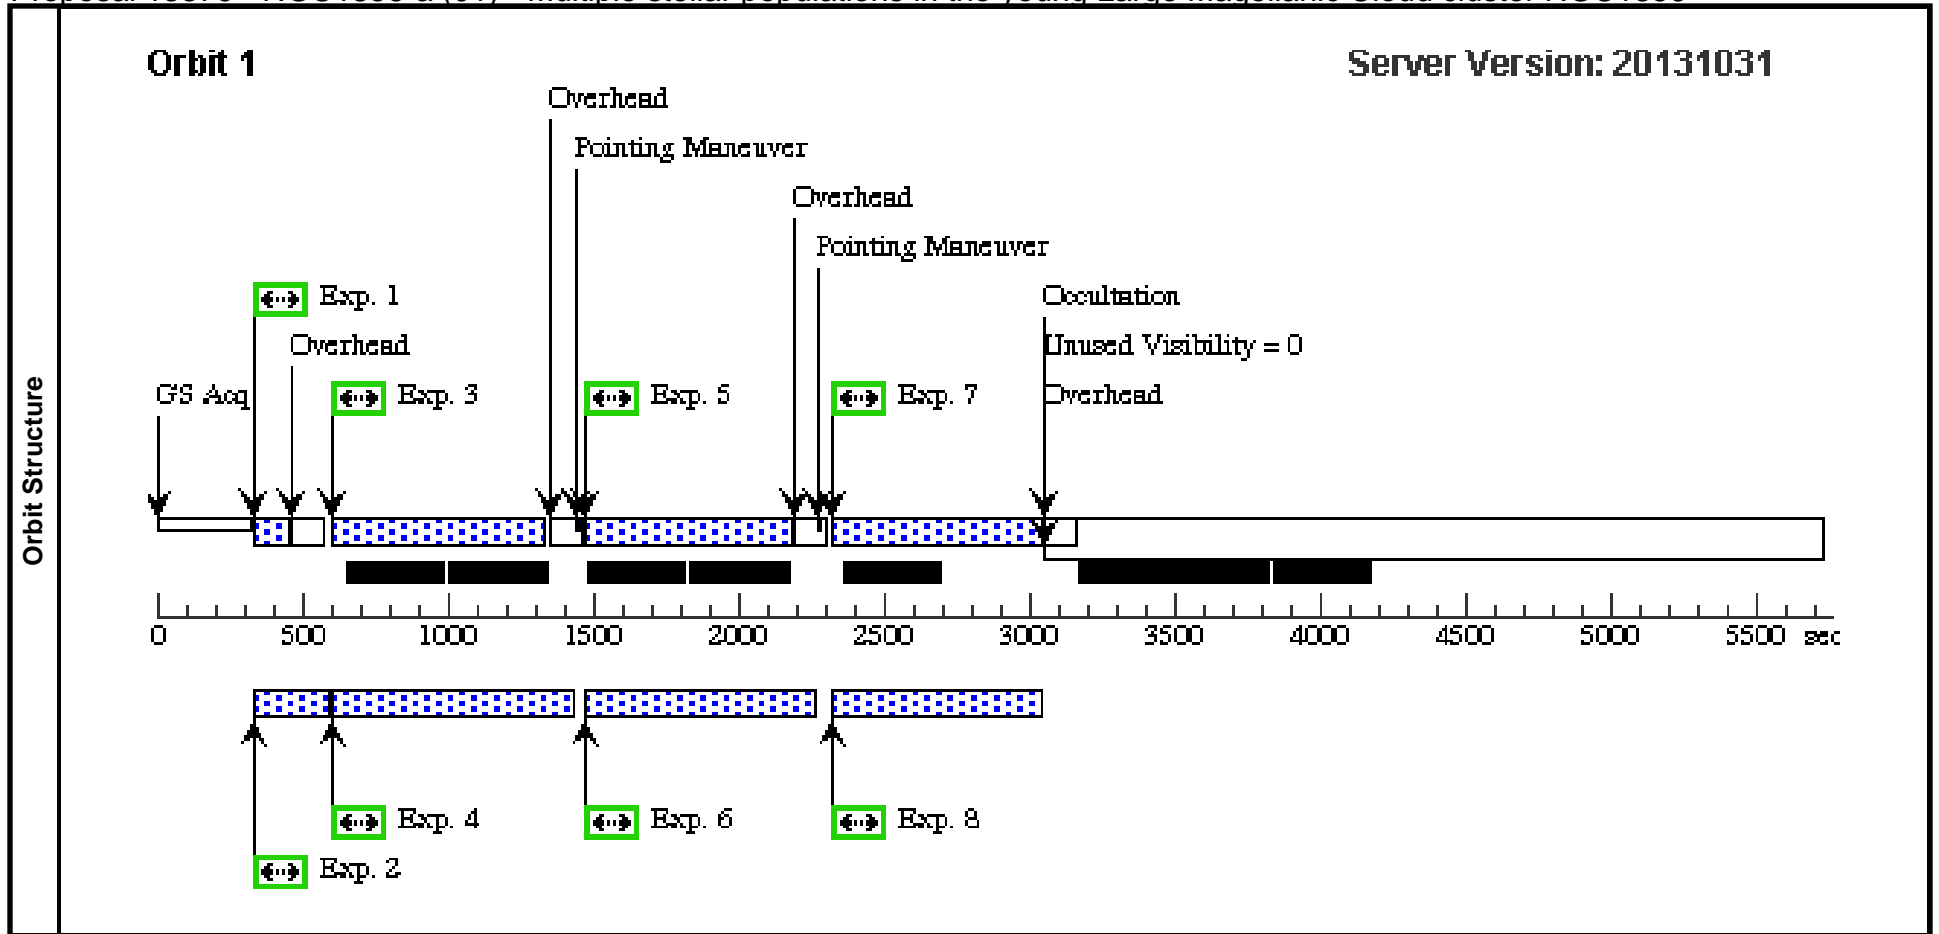 Orbit 1
Server Version: 20131031
Overhead
Pointing Maneuver
Overhead
Pointing Maneuver
Exp. 1
Occultation
Overhead
Unused Visibility = 0
GS Acq
Exp. 3
Exp. 5
Exp. 7
Overhead
Orbit Structure
0 500 1000 1500 2000 2500 3000 3500 4000 4500 5000 5500 sec
Exp. 4
Exp. 6
Exp. 8
Exp. 2